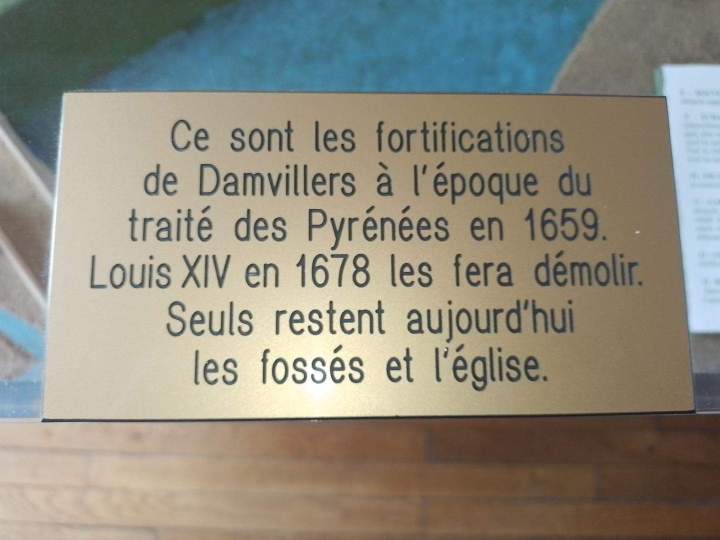 Ce sont les fortifications
de Damvillers à l'époque du
traité des Pyrénées en 1659.
Louis XIV en 1678 les fera démolir.
Seuls restent aujourd'hui
les fossés et l'église.